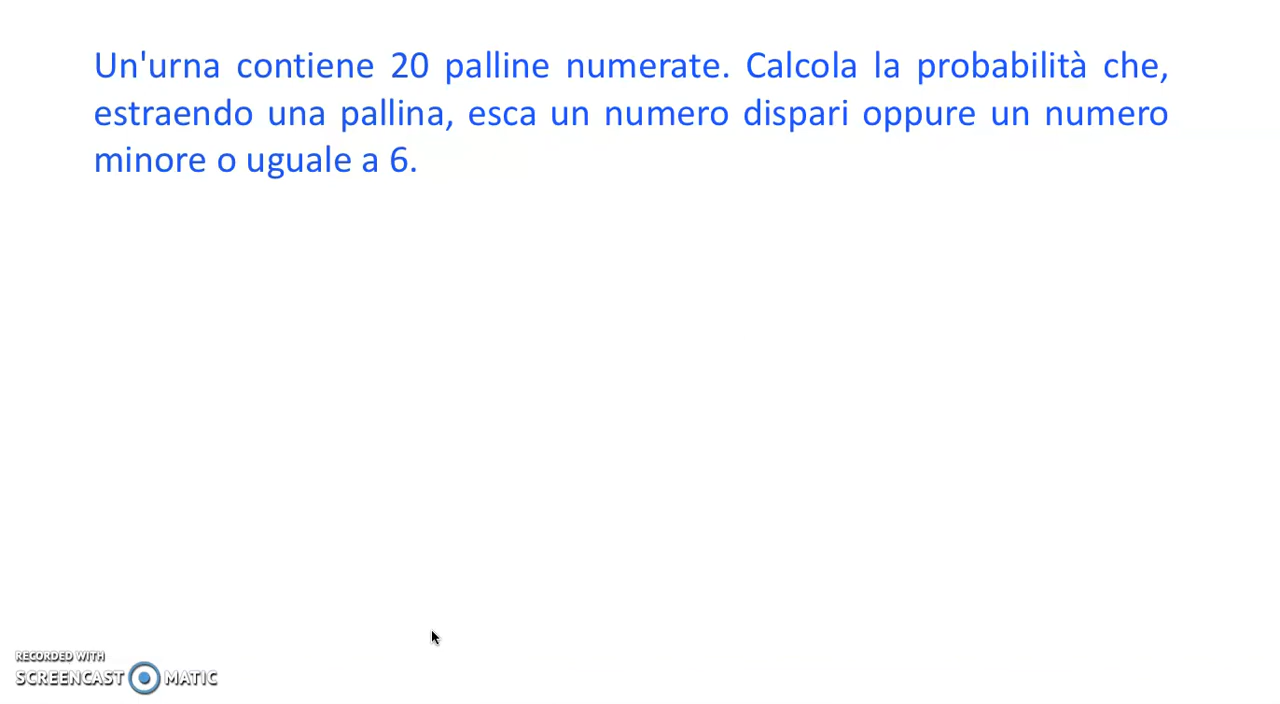 Un'urna contiene 20 palline numerate. Calcola la probabilità che,
estraendo una pallina, esca un numero dispari oppure un numero
minore o uguale a 6.
RECORDED WITH
SCREENCAST MATIC